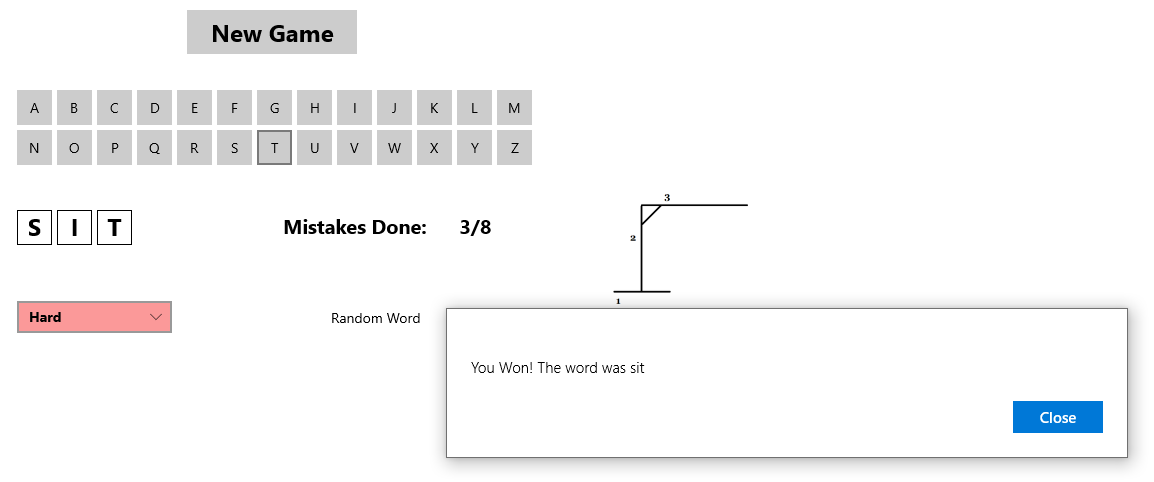 New Game
A B C D E F G H I J K L M
N O P Q R S T U V W X Y Z
3
S I T Mistakes Done: 3/8
2
1
Hard Random Word
You Won! The word was sit
Close